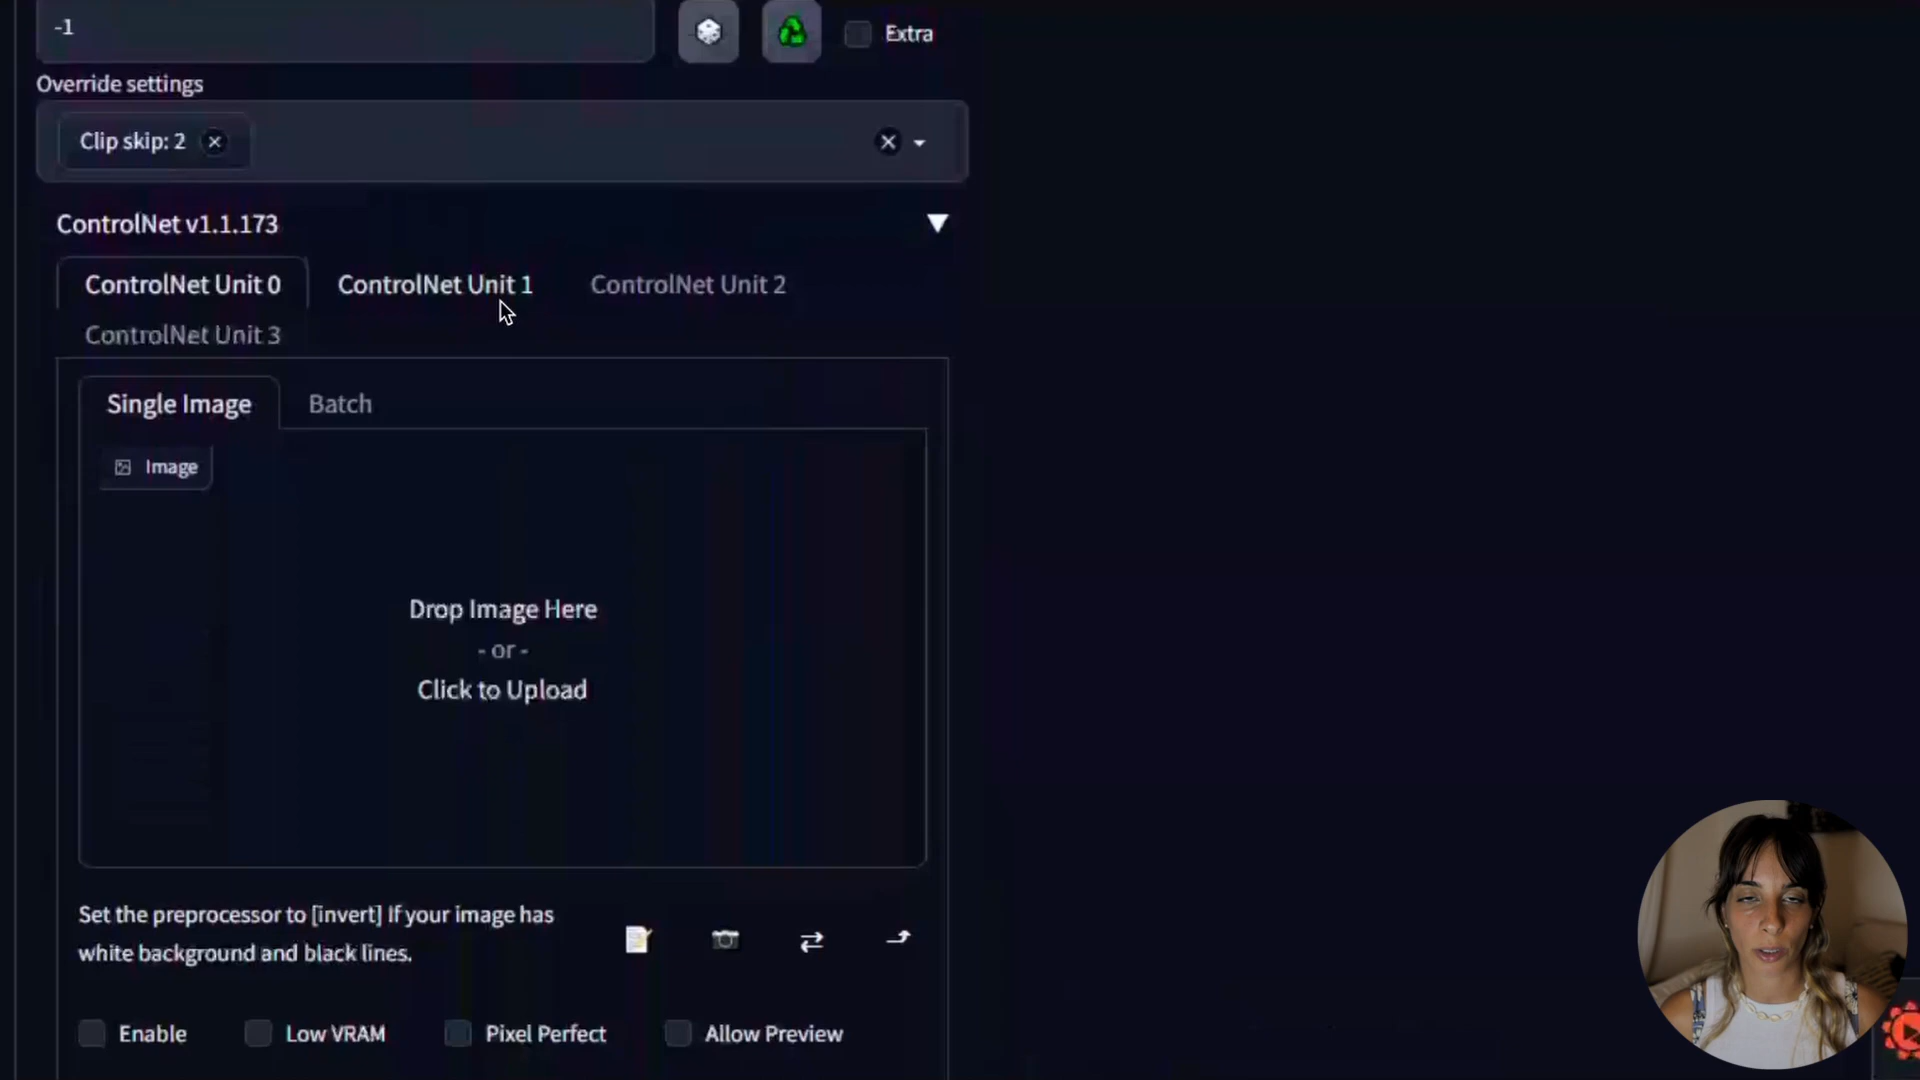 -1
Extra
Override settings
Clip skip: 2
ControlNet v1.1.173
ControlNet Unit 0
ControlNet Unit 1
ControlNet Unit 2
ControlNet Unit 3
Single Image
Batch
Image
Drop Image Here
- or -
Click to Upload
Set the preprocessor to [invert] If your image has
white background and black lines.
Enable
Low VRAM
Pixel Perfect
Allow Preview